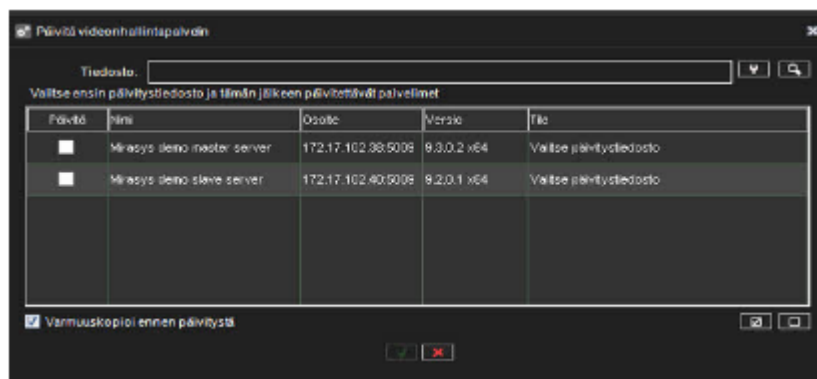 Päivitä videonhallintapalvelin
Tiedosto:
Valitse ensin päivitystiedosto ja tämän jälkeen päivitettävät palvelimet
Päivitä Nimi Osoite Versio Tila
Mirasys demo master server 172.17.102.38:5009 9.3.0.2 x64 Valitse päivitystiedosto
Mirasys demo slave server 172.17.102.40:5009 9.2.0.1 x64 Valitse päivitystiedosto
Varmuuskopioi ennen päivitystä